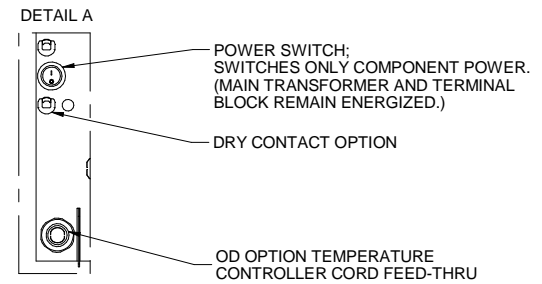 DETAIL A
POWER SWITCH;
SWITCHES ONLY COMPONENT POWER.
(MAIN TRANSFORMER AND TERMINAL
BLOCK REMAIN ENERGIZED.)
DRY CONTACT OPTION
OD OPTION TEMPERATURE
CONTROLLER CORD FEED-THRU